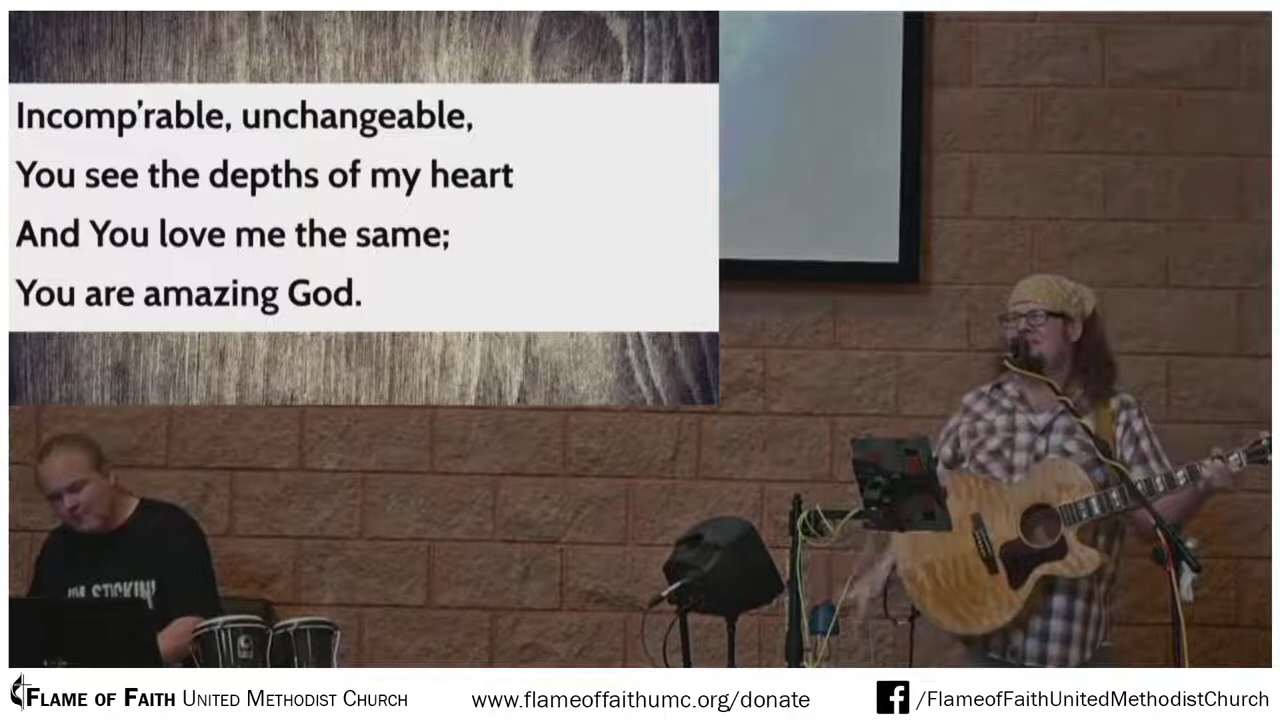 Incomp’rable, unchangeable,
You see the depths of my heart
And You love me the same;
You are amazing God.
I'M STICKIN'
FLAME OF FAITH UNITED METHODIST CHURCH
www.flameoffaithumc.org/donate
/FlameofFaithUnitedMethodistChurch